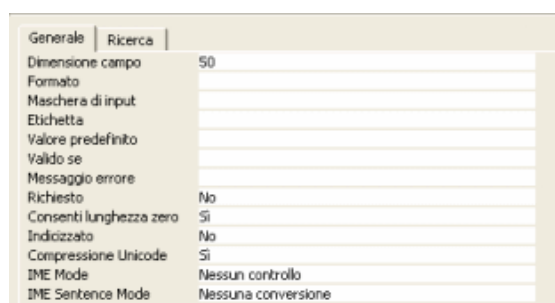 Generale Ricerca
Dimensione campo 50
Formato
Maschera di input
Etichetta
Valore predefinito
Valido se
Messaggio errore
Richiesto No
Consenti lunghezza zero Sì
Indicizzato No
Compressione Unicode Sì
IME Mode Nessun controllo
IME Sentence Mode Nessuna conversione